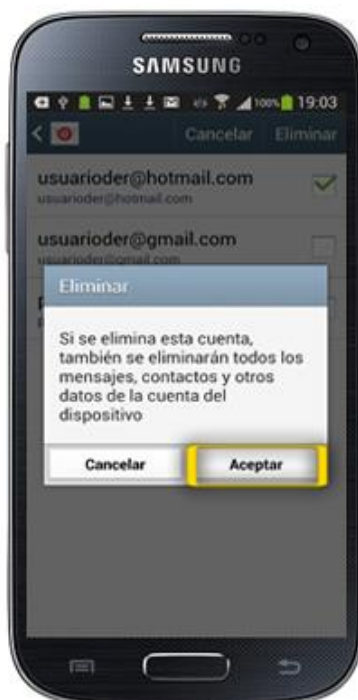 SAMSUNG
100% 19:03
Cancelar Eliminar
usuarioder@hotmail.com
usuarioder@hotmail.com
usuarioder@gmail.com
usuarioder@gmail.com
Eliminar
Si se elimina esta cuenta,
también se eliminarán todos los
mensajes, contactos y otros
datos de la cuenta del
dispositivo
Cancelar Aceptar